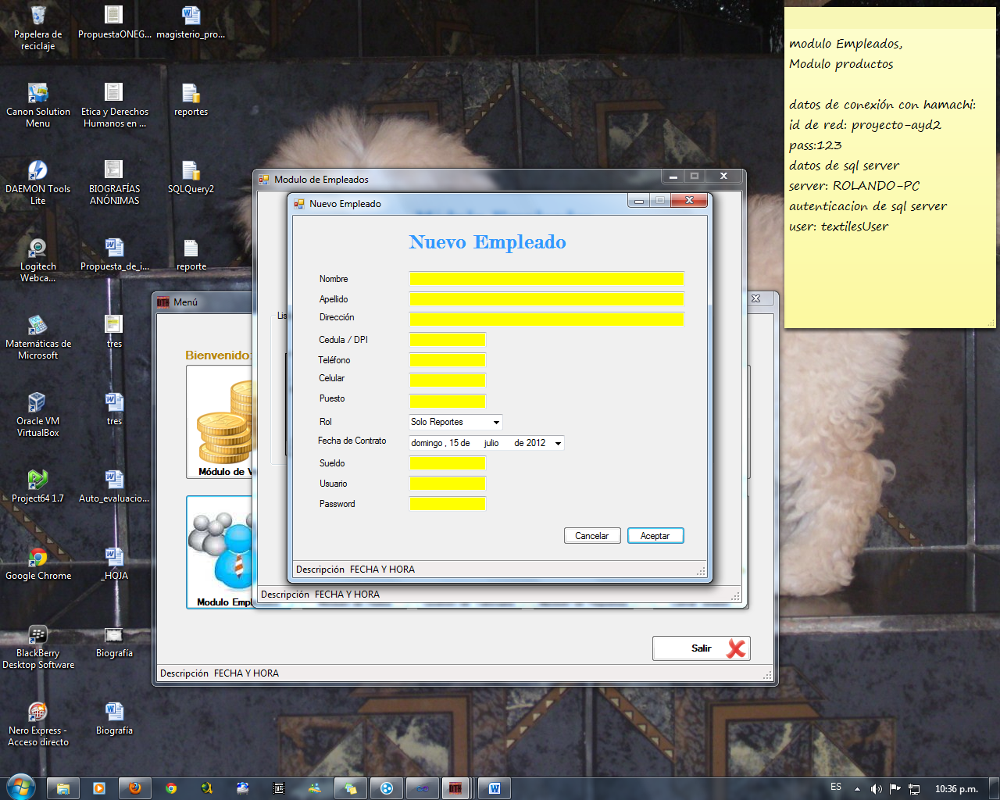 Papelera de
reciclaje
PropuestaONEG...
magisterio_pro...
Canon Solution
Menu
Etica y Derechos
Humanos en ...
reportes
DAEMON Tools
Lite
BIOGRAFÍAS
ANÓNIMAS
SQLQuery2
Logitech
Webca...
Propuesta_de_i...
reporte
Matemáticas de
Microsoft
tres
Oracle VM
VirtualBox
tres
Project64 1.7
Auto_evaluacio...
Google Chrome
_HOJA
BlackBerry
Desktop Software
Biografía
Nero Express -
Acceso directo
Biografía
modulo Empleados,
Modulo productos
datos de conexión con hamachi:
id de red: proyecto-ayd2
pass:123
datos de sql server
server: ROLANDO-PC
autenticacion de sql server
user: textilesUser
Menú
Bienvenido:
Módulo de V
Modulo Emp
Salir
Descripción FECHA Y HORA
Modulo de Empleados
Lis
Descripción FECHA Y HORA
Nuevo Empleado
Nuevo Empleado
Nombre
Apellido
Dirección
Cedula / DPI
Teléfono
Celular
Puesto
Rol
Solo Reportes
Fecha de Contrato
domingo , 15 de julio de 2012
Sueldo
Usuario
Password
Cancelar
Aceptar
Descripción FECHA Y HORA
ES
10:36 p.m.